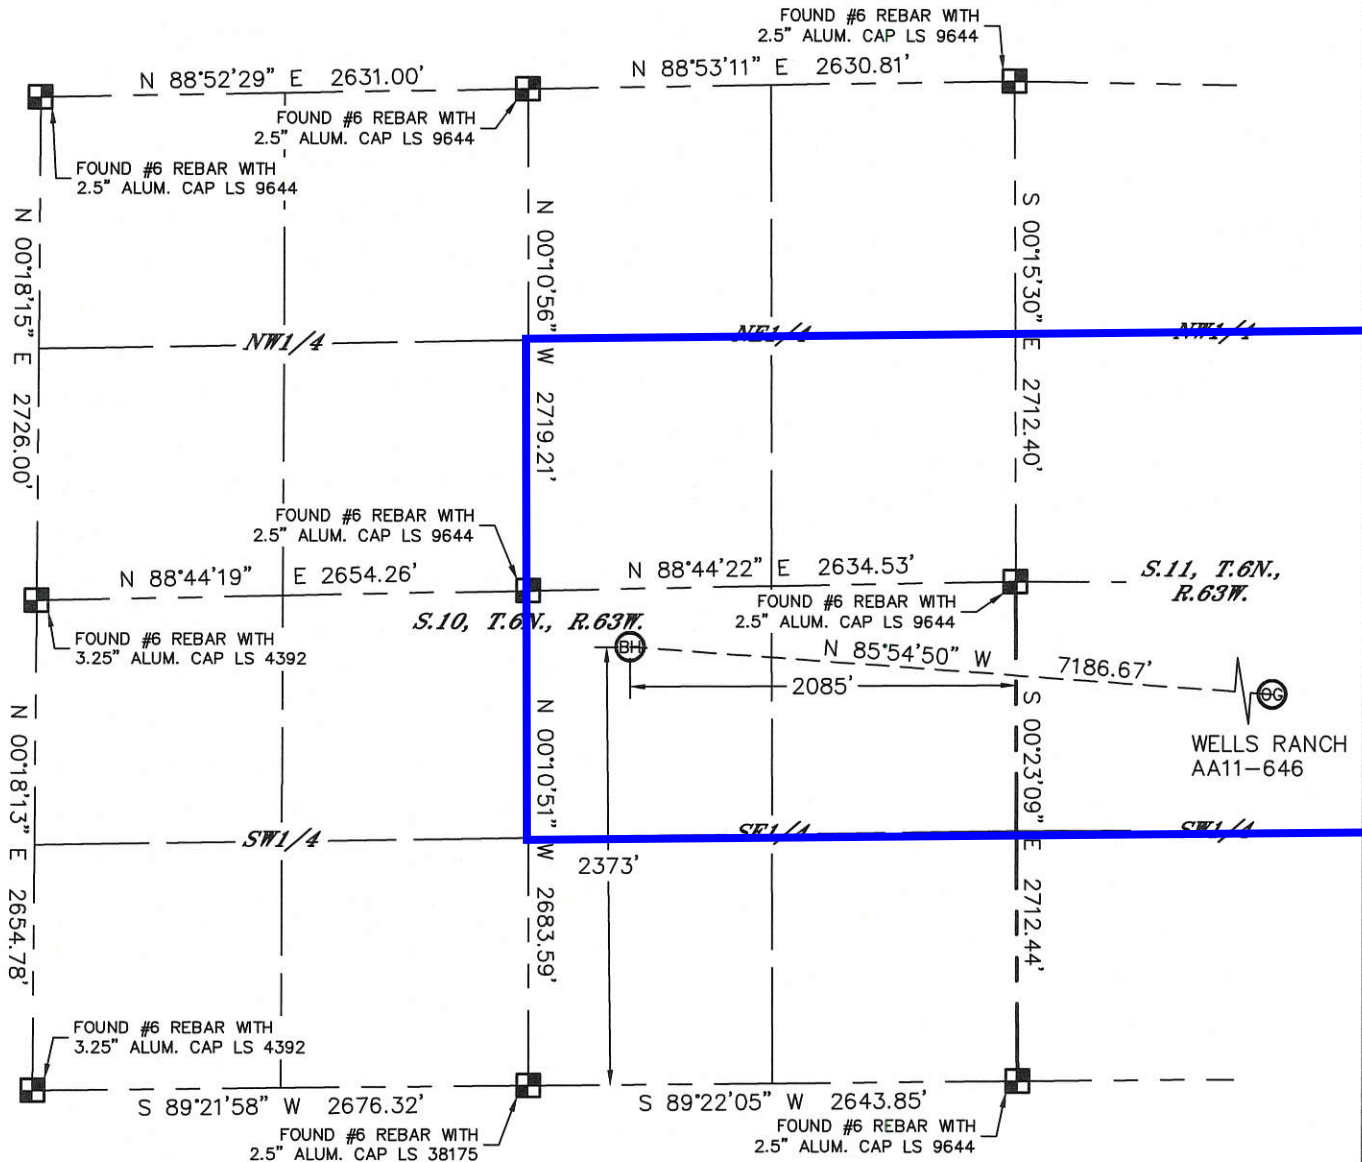 FOUND #6 REBAR WITH
2.5" ALUM. CAP LS 9644
N 88°52'29" E 2631.00'
N 88°53'11" E 2630.81'
FOUND #6 REBAR WITH
2.5" ALUM. CAP LS 9644
FOUND #6 REBAR WITH
2.5" ALUM. CAP LS 9644
N 00°18'15" E 2726.00'
N 00°10'56" W 2719.21'
S 00°15'30" E 2712.40'
NW1/4
NE1/4
NW1/4
FOUND #6 REBAR WITH
2.5" ALUM. CAP LS 9644
N 88°44'19" E 2654.26'
N 88°44'22" E 2634.53'
S.11, T.6N.,
R.63W.
FOUND #6 REBAR WITH
2.5" ALUM. CAP LS 9644
S.10, T.6N., R.63W.
FOUND #6 REBAR WITH
3.25" ALUM. CAP LS 4392
BH
N 85°54'50" W 7186.67'
2085'
OG
WELLS RANCH
AA11-646
N 00°18'13" E 2654.78'
N 00°10'51" W 2683.59'
S 00°23'09" E 2712.44'
SW1/4
SE1/4
SW1/4
2373'
FOUND #6 REBAR WITH
3.25" ALUM. CAP LS 4392
S 89°21'58" W 2676.32'
S 89°22'05" W 2643.85'
FOUND #6 REBAR WITH
2.5" ALUM. CAP LS 38175
FOUND #6 REBAR WITH
2.5" ALUM. CAP LS 9644